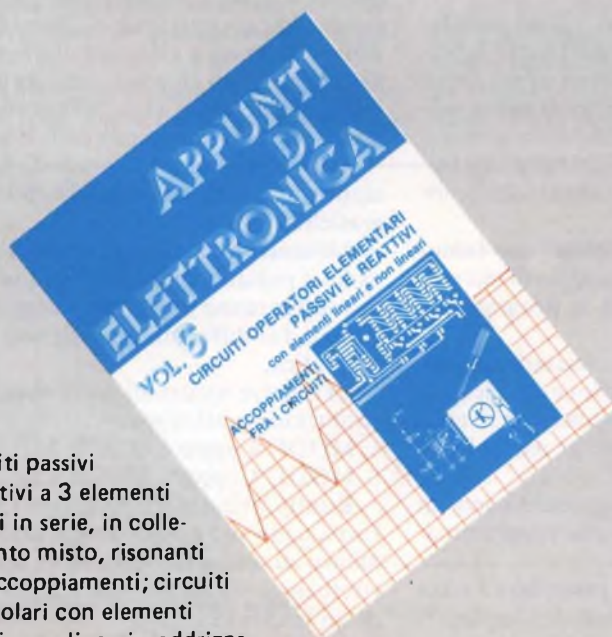 APPUNTI
DI
ELETTRONICA
VOL. 5
CIRCUITI OPERATORI ELEMENTARI
PASSIVI E REATTIVI
con elementi lineari e non lineari
ACCOPPIAMENTI
FRA I CIRCUITI
iti passivi
tivi a 3 elementi
i in serie, in colle-
nto misto, risonanti
ccoppiamenti; circuiti
olari con elementi